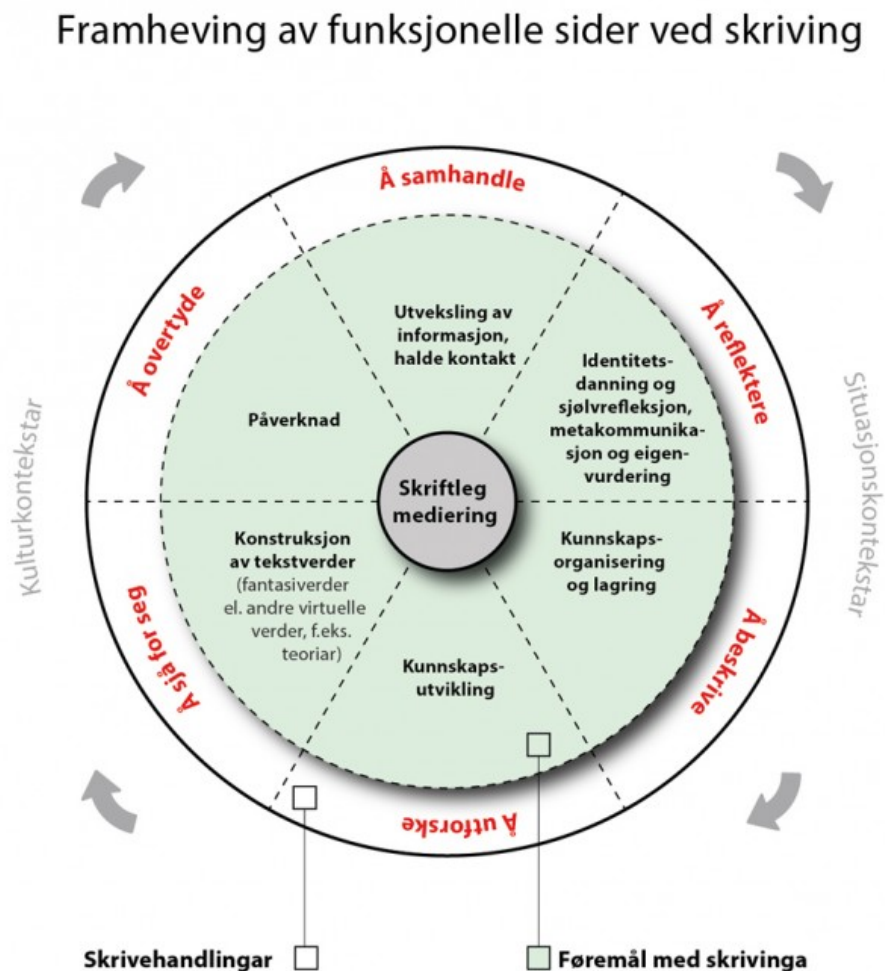 Framheving av funksjonelle sider ved skriving
Å samhandle
Å reflektere
Å beskrive
Å utforske
Å sjå for seg
Å overtyde
Utveksling av
informasjon,
halde kontakt
Identitets-
danning og
sjølvrefleksjon,
metakommunika-
sjon og eigen-
vurdering
Kunnskaps-
organisering
og lagring
Kunnskaps-
utvikling
Konstruksjon
av tekstverder
(fantasiverder
el. andre virtuelle
verder, f.eks.
teoriar)
Påverknad
Skriftleg
mediering
Kulturkontekstar
Situasjonskontekstar
Skrivehandlingar
Føremål med skrivinga